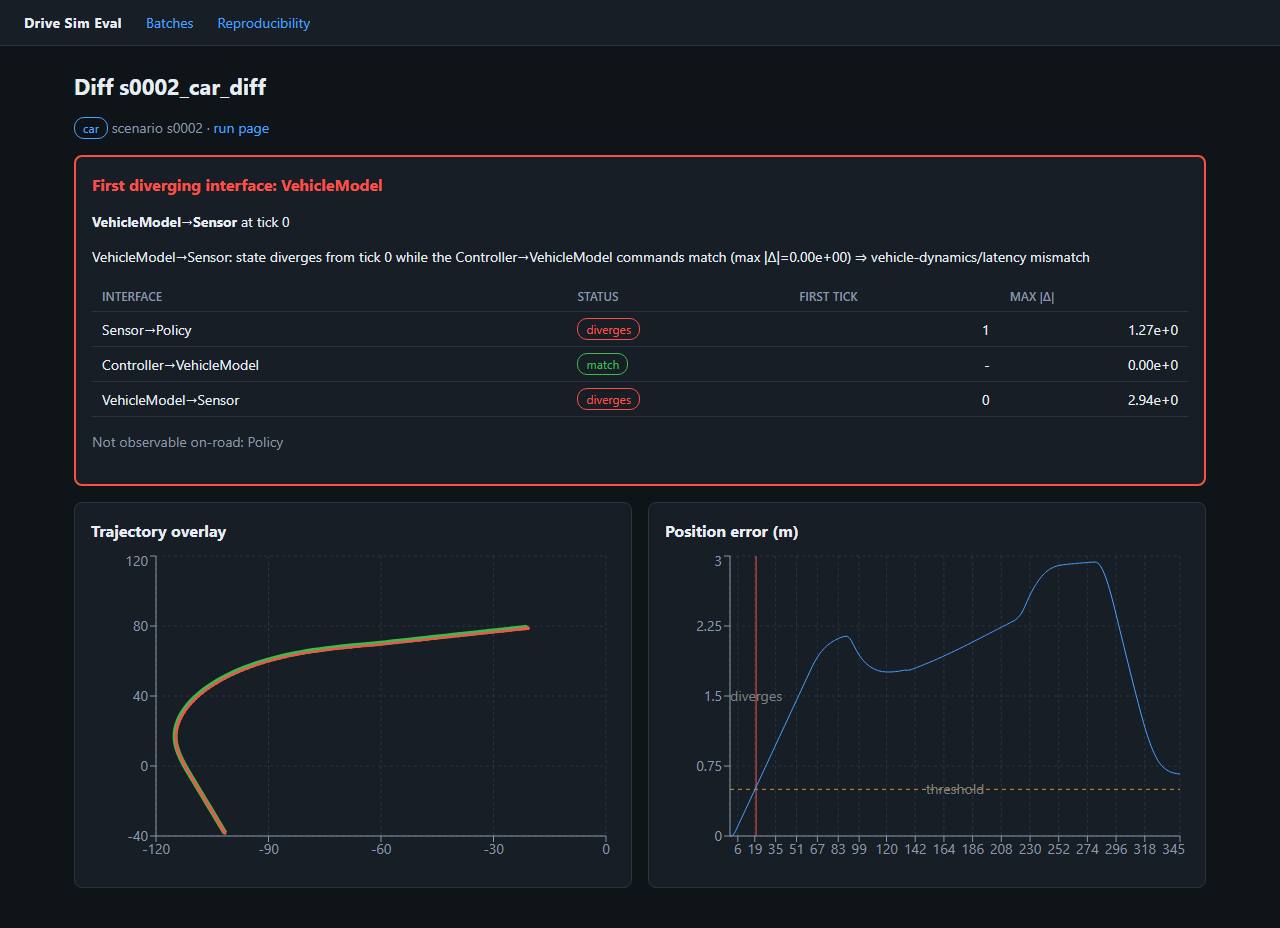 Drive Sim Eval Batches Reproducibility
Diff s0002_car_diff
car scenario s0002 · run page
First diverging interface: VehicleModel
VehicleModel→Sensor at tick 0
VehicleModel→Sensor: state diverges from tick 0 while the Controller→VehicleModel commands match (max |Δ|=0.00e+00) ⇒ vehicle-dynamics/latency mismatch
INTERFACE STATUS FIRST TICK MAX |Δ|
Sensor→Policy diverges 1 1.27e+0
Controller→VehicleModel match - 0.00e+0
VehicleModel→Sensor diverges 0 2.94e+0
Not observable on-road: Policy
Trajectory overlay
120
80
40
0
-40
-120 -90 -60 -30 0
Position error (m)
3
2.25
1.5 diverges
0.75
threshold
0
6 19 35 51 67 83 99 120 142 164 186 208 230 252 274 296 318 345